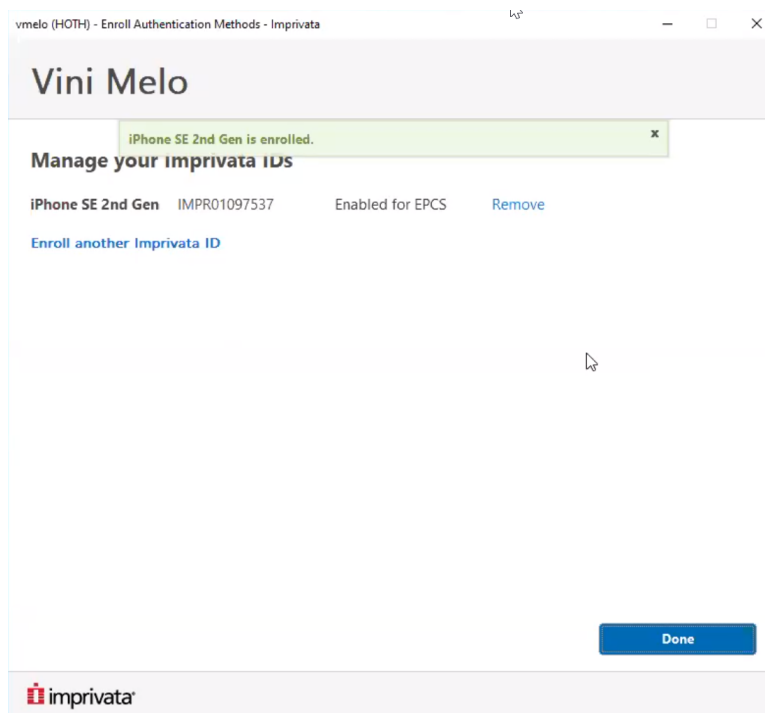 vmelo (HOTH) - Enroll Authentication Methods - Imprivata
Vini Melo
iPhone SE 2nd Gen is enrolled. x
Manage your Imprivata IDs
iPhone SE 2nd Gen IMPR01097537 Enabled for EPCS Remove
Enroll another Imprivata ID
Done
imprivata